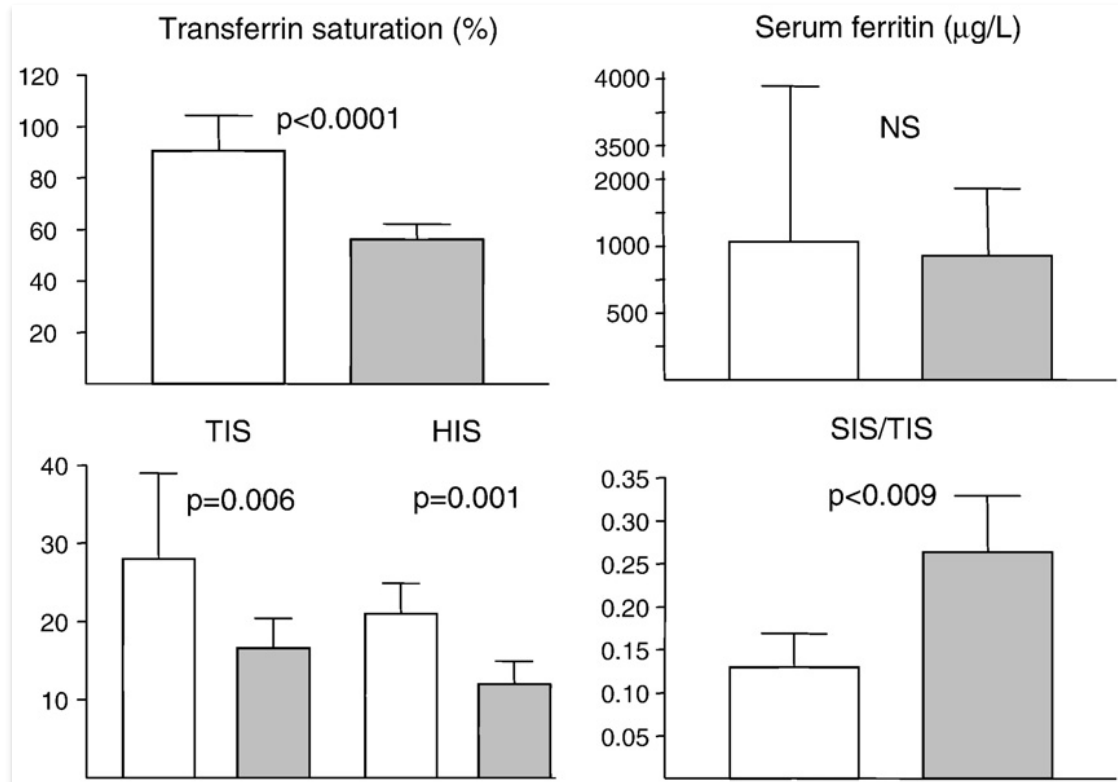 Transferrin saturation (%)
120
100
80
60
40
20
p<0.0001
Serum ferritin (μg/L)
4000
3500
2000
1000
500
NS
TIS
HIS
40
30
20
10
p=0.006
p=0.001
SIS/TIS
0.35
0.30
0.25
0.20
0.15
0.10
0.05
p<0.009